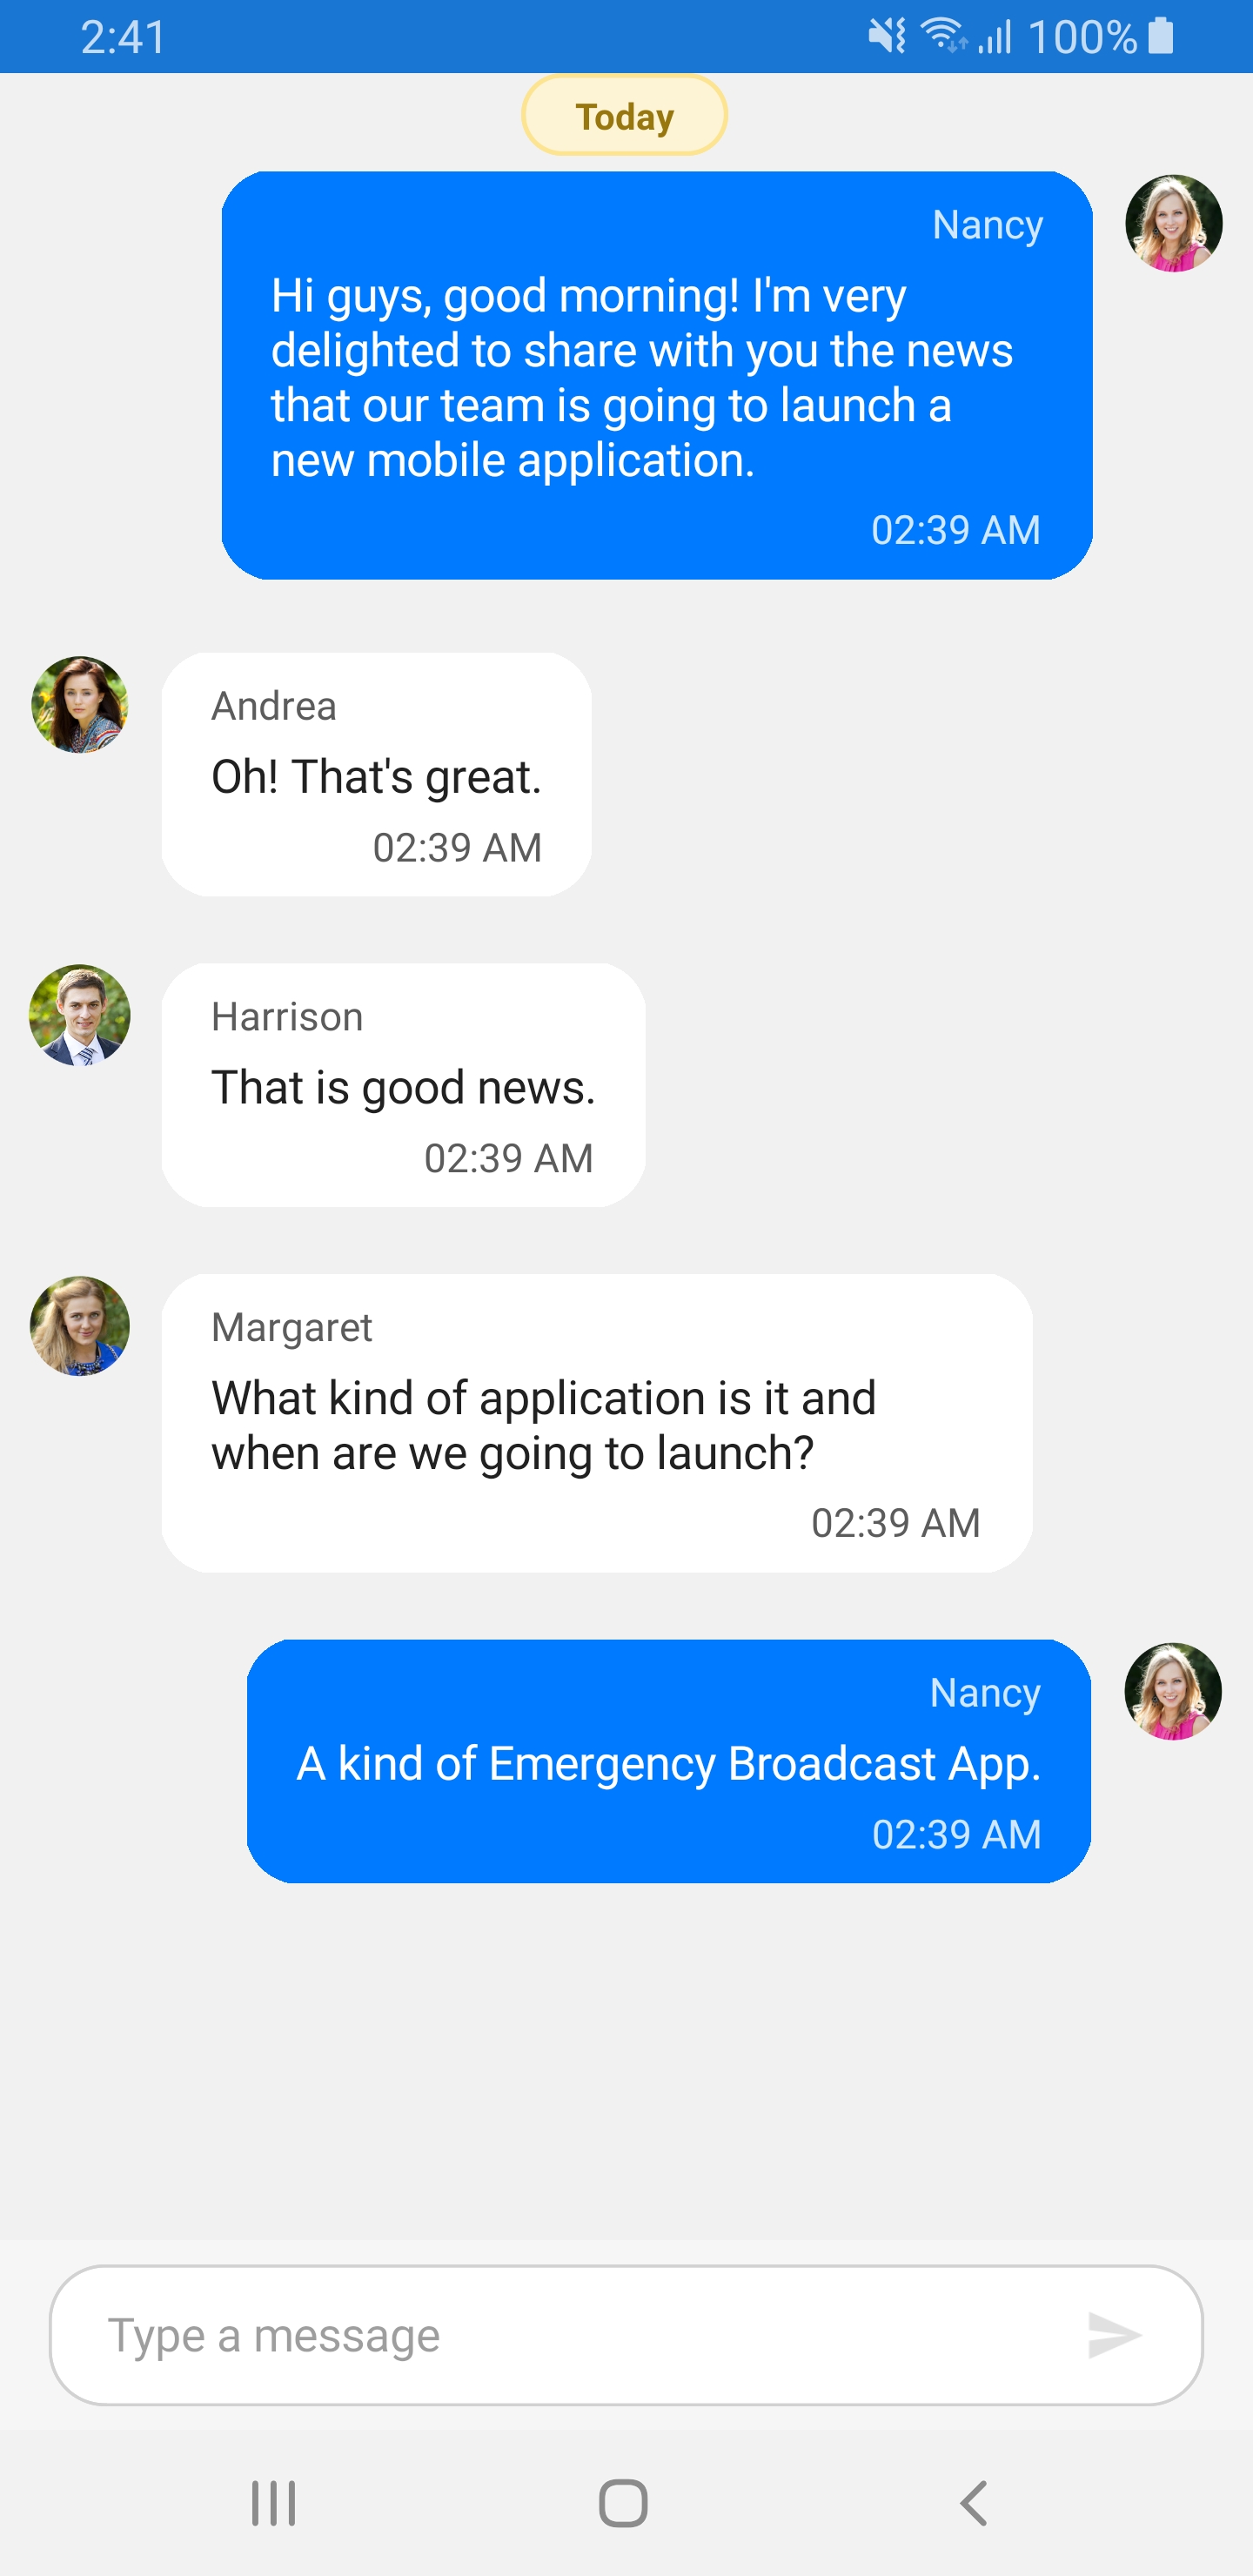 2:41 100%
Today
Nancy
Hi guys, good morning! I'm very
delighted to share with you the news
that our team is going to launch a
new mobile application.
02:39 AM
Andrea
Oh! That's great.
02:39 AM
Harrison
That is good news.
02:39 AM
Margaret
What kind of application is it and
when are we going to launch?
02:39 AM
Nancy
A kind of Emergency Broadcast App.
02:39 AM
Type a message